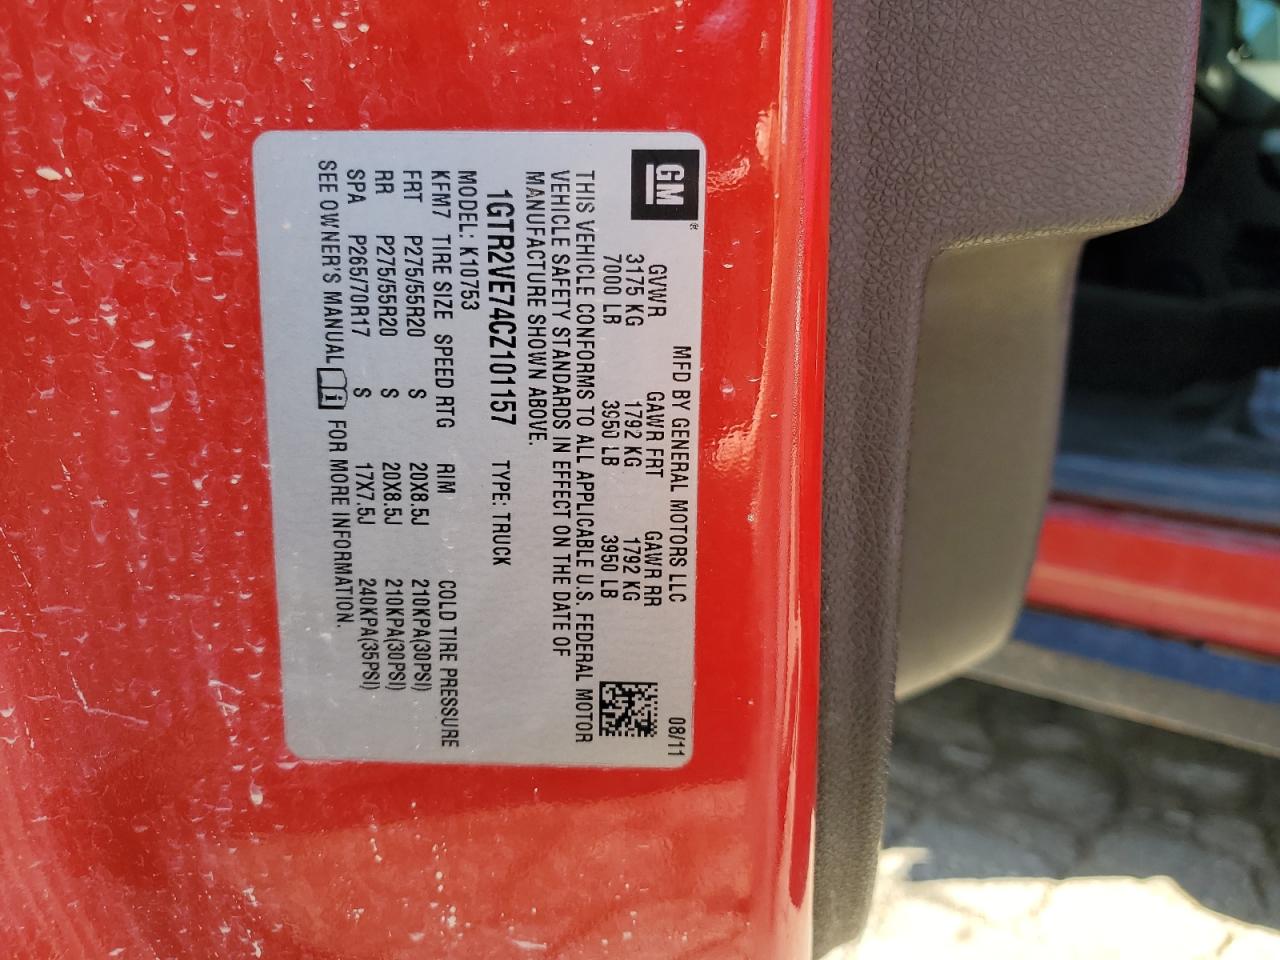 GM®
MFD BY GENERAL MOTORS LLC 08/11
GVWR GAWR FRT GAWR RR
3175 KG 1792 KG 1792 KG
7000 LB 3950 LB 3950 LB
THIS VEHICLE CONFORMS TO ALL APPLICABLE U.S. FEDERAL MOTOR
VEHICLE SAFETY STANDARDS IN EFFECT ON THE DATE OF
MANUFACTURE SHOWN ABOVE.
1GTR2VE74CZ101157 TYPE: TRUCK
MODEL: K10753
KFM7 TIRE SIZE SPEED RTG RIM COLD TIRE PRESSURE
FRT P275/55R20 S 20X8.5J 210KPA(30PSI)
RR P275/55R20 S 20X8.5J 210KPA(30PSI)
SPA P265/70R17 S 17X7.5J 240KPA(35PSI)
SEE OWNER'S MANUAL i FOR MORE INFORMATION.